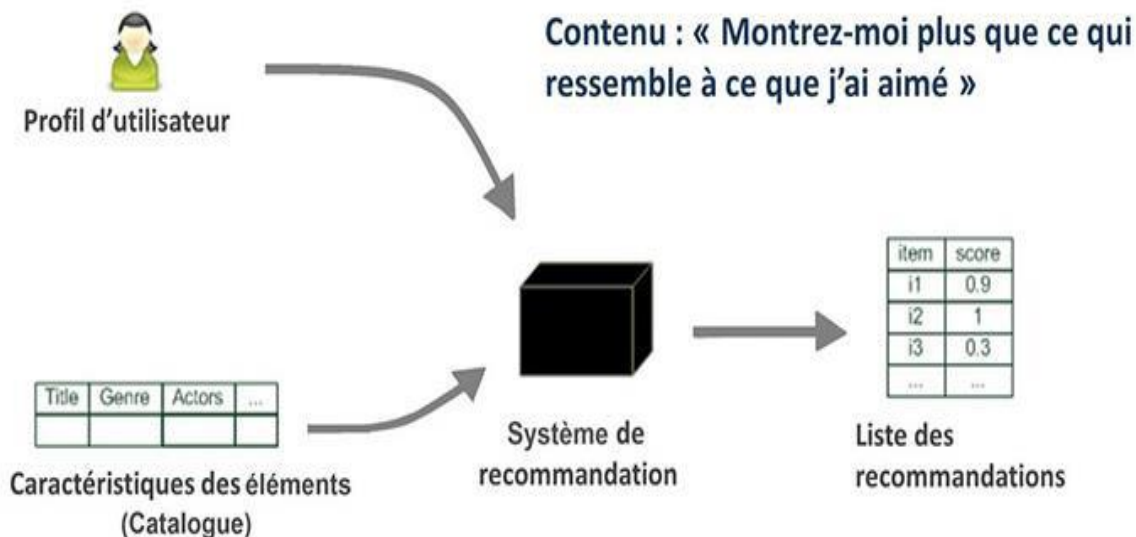 Contenu : « Montrez-moi plus que ce qui
ressemble à ce que j'ai aimé »
Profil d'utilisateur
item score
i1 0.9
i2 1
i3 0.3
... ...
Title Genre Actors ...
Système de
recommandation
Liste des
recommandations
Caractéristiques des éléments
(Catalogue)